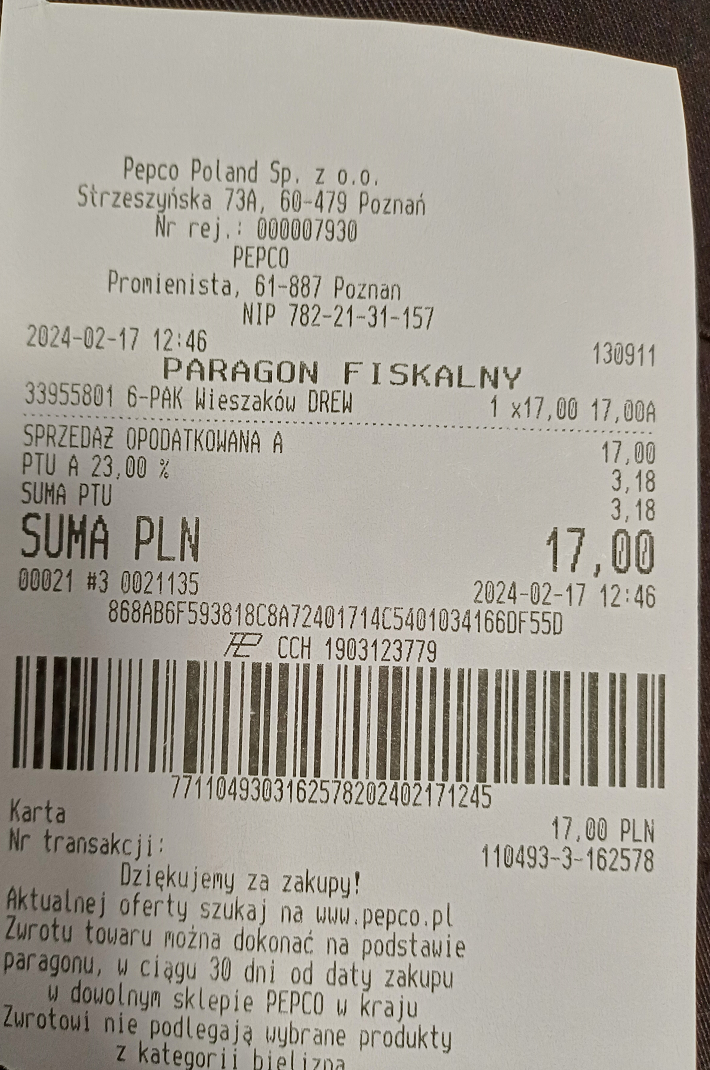 Pepco Poland Sp. z o.o.
Strzeszyńska 73A, 60-479 Poznań
Nr rej.: 000007930
PEPCO
Promienista, 61-887 Poznan
NIP 782-21-31-157
2024-02-17 12:46 130911
PARAGON FISKALNY
33955801 6-PAK Wieszaków DREW 1 x17,00 17,00A
SPRZEDAŻ OPODATKOWANA A 17,00
PTU A 23,00 % 3,18
SUMA PTU 3,18
SUMA PLN 17,00
00021 #3 0021135 2024-02-17 12:46
868AB6F593818C8A72401714C5401034166DF55D
CCH 1903123779
7711049303162578202402171245
Karta 17,00 PLN
Nr transakcji: 110493-3-162578
Dziękujemy za zakupy!
Aktualnej oferty szukaj na www.pepco.pl
Zwrotu towaru można dokonać na podstawie
paragonu, w ciągu 30 dni od daty zakupu
w dowolnym sklepie PEPCO w kraju
Zwrotowi nie podlegają wybrane produkty
z kategorii bielizna